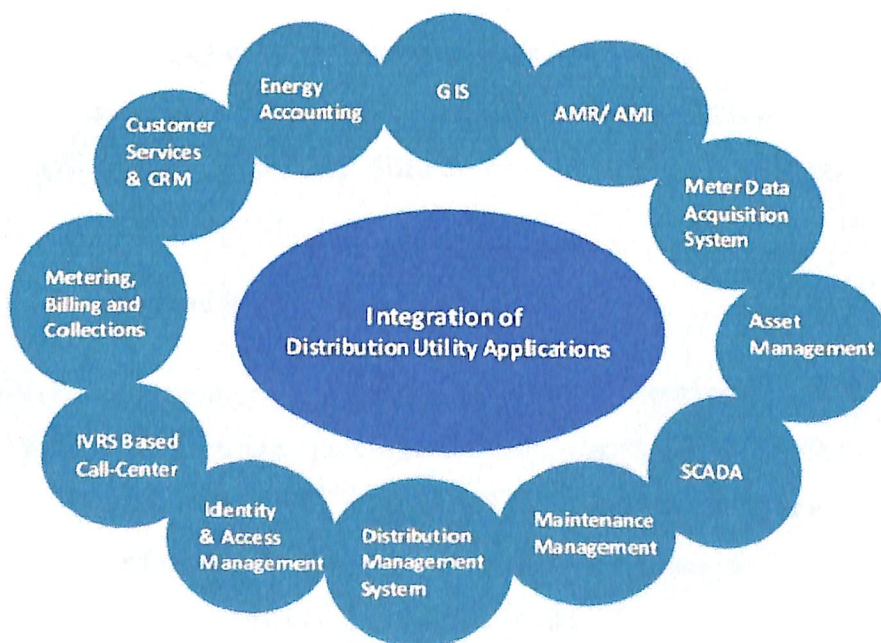 GIS
AMR/ AMI
Meter Data
Acquisition
System
Asset
Management
SCADA
Maintenance
Management
Distribution
Management
System
Identity
& Access
Management
IVRS Based
Call-Center
Metering,
Billing and
Collections
Customer
Services
& CRM
Energy
Accounting
Integration of
Distribution Utility Applications